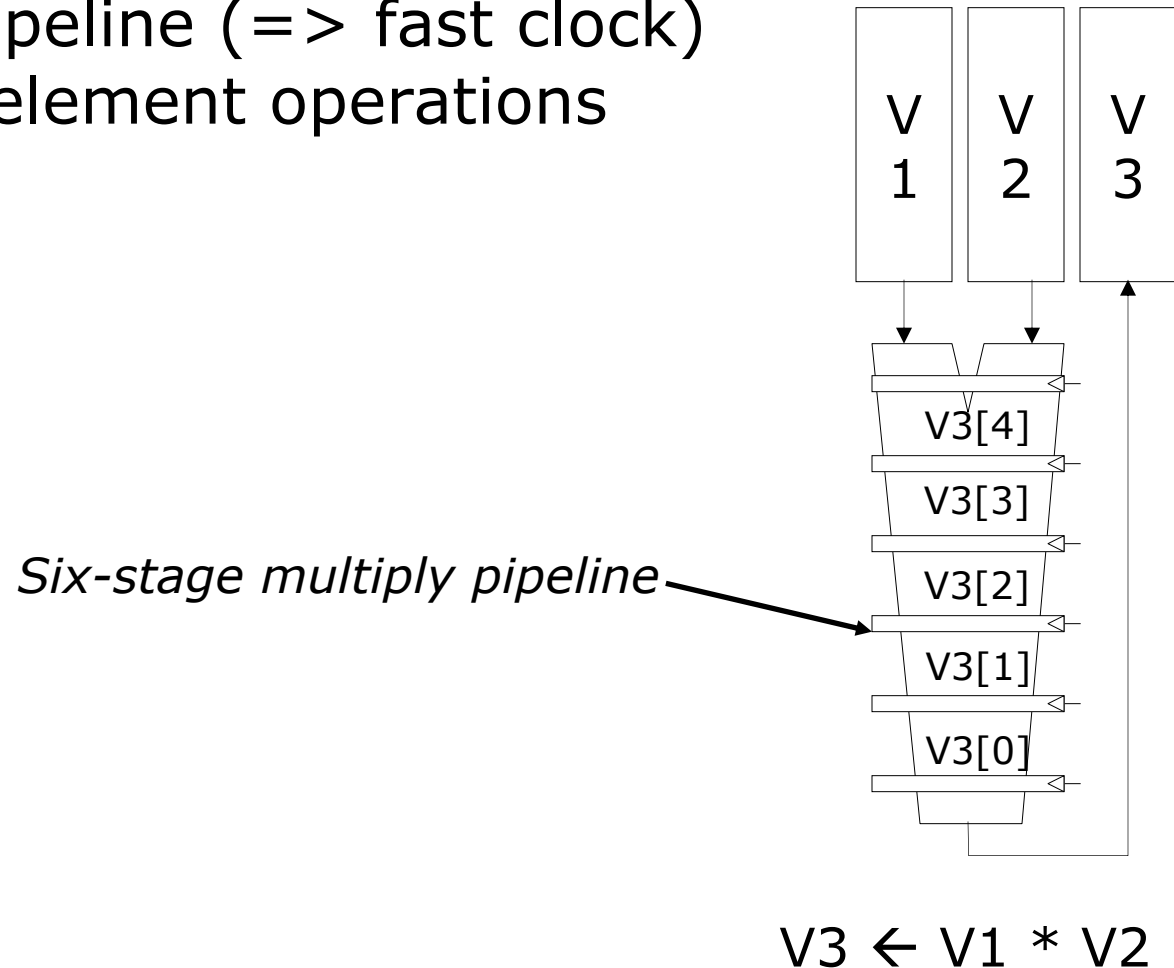 peline (=> fast clock)
element operations
V V V
1 2 3
V3[4]
V3[3]
Six-stage multiply pipeline
V3[2]
V3[1]
V3[0]
V3 ← V1 * V2